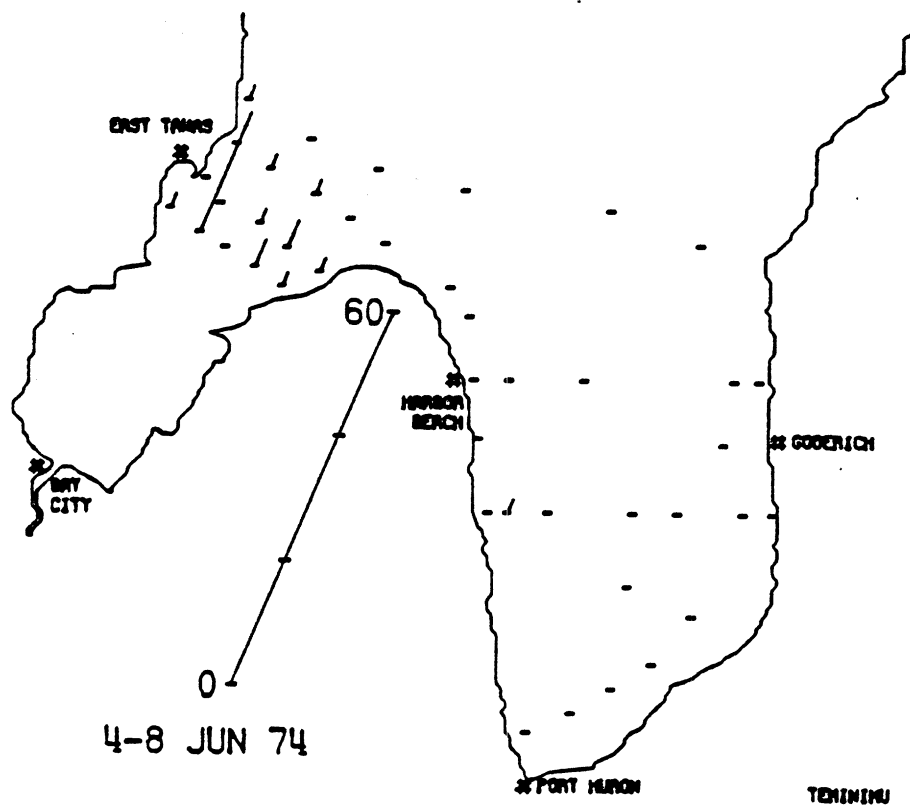 EAST TAWAS
60
HARBOR
BEACH
GODERICH
BAY
CITY
0
4-8 JUN 74
PORT HURON